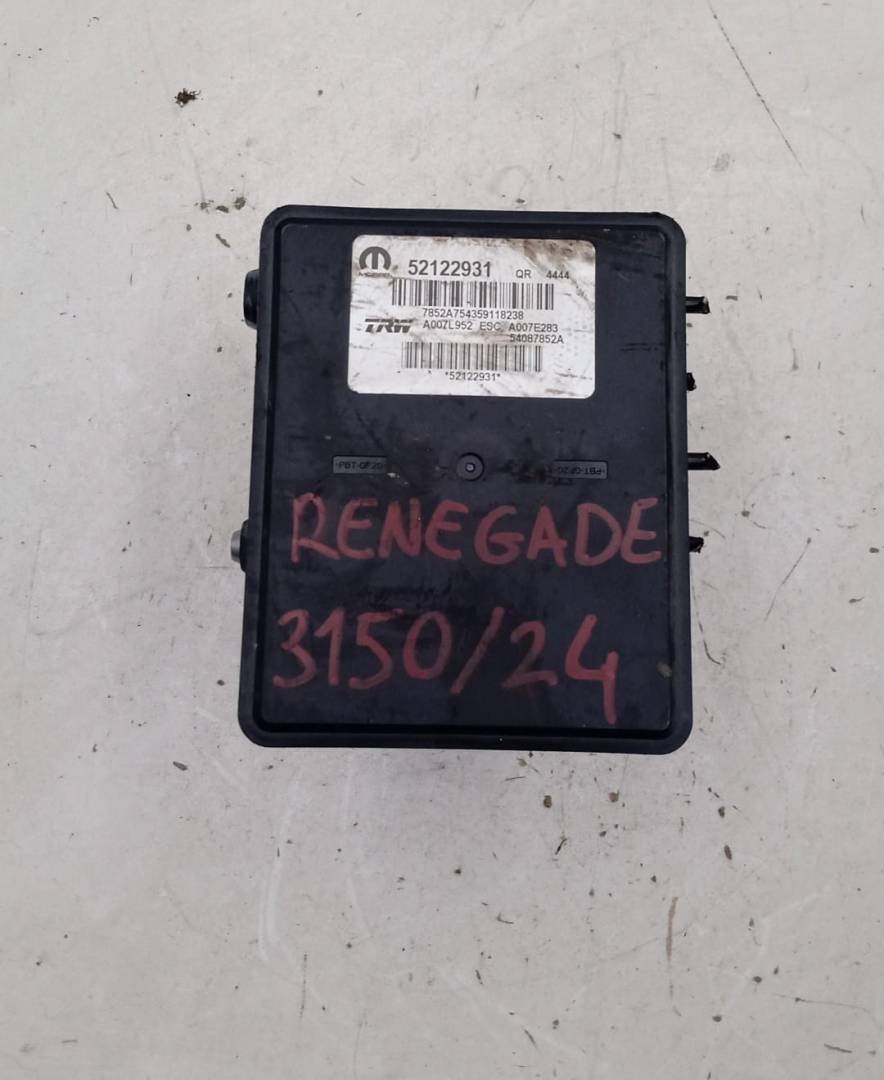 52122931 QR 4444
7852A754359118238
TRW A007L952 ESC A007E283
54087852A
*52122931*
>PBT-GF20< >PBT-GF20<
RENEGADE
3150/24